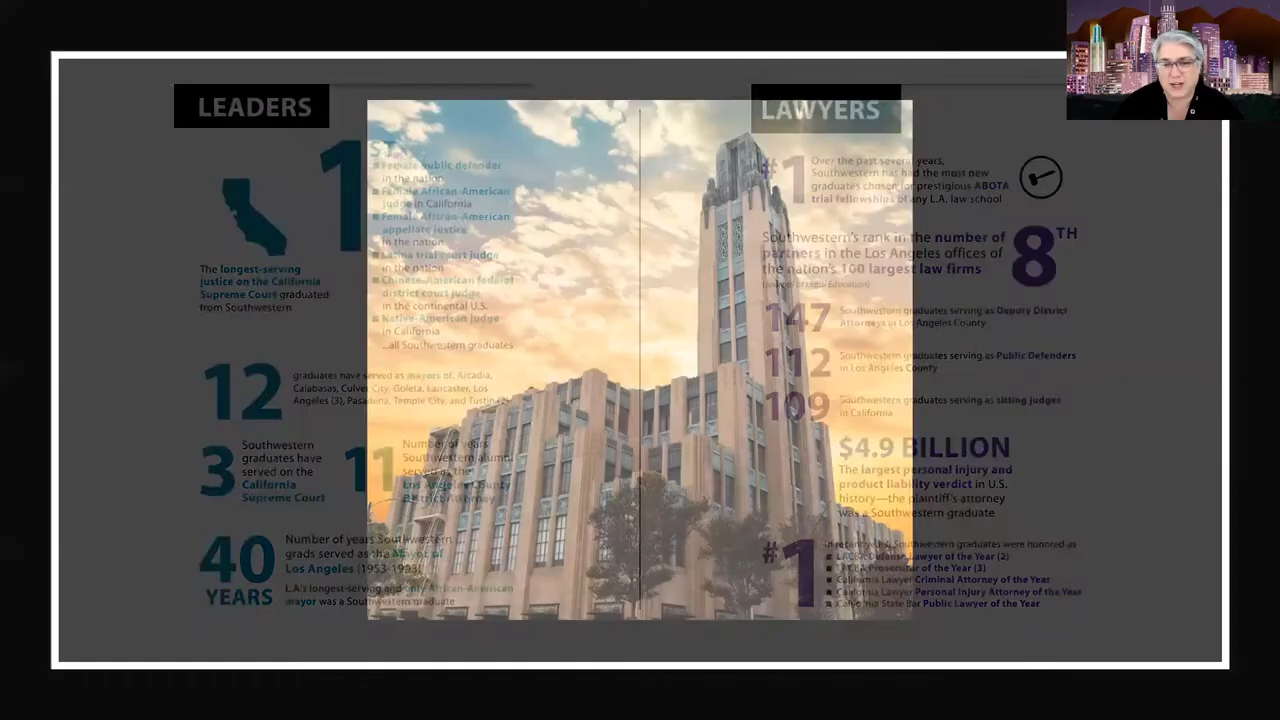 LEADERS
1ST
Female public defender
in the nation
Female African-American
judge in California
Female African-American
appellate justice
in the nation
Latina trial court judge
in the nation
Chinese-American federal
district court judge
in the continental U.S.
Native-American judge
in California
...all Southwestern graduates
The longest-serving
justice on the California
Supreme Court graduated
from Southwestern
12
graduates have served as mayors of: Arcadia,
Calabasas, Culver City, Goleta, Lancaster, Los
Angeles (3), Pasadena, Temple City, and Tustin (2)
3
Southwestern
graduates have
served on the
California
Supreme Court
11
Number of years
Southwestern alumni
served as the
Los Angeles County
District Attorney
40
YEARS
Number of years Southwestern
grads served as the Mayor of
Los Angeles (1953-1993)
L.A.'s longest-serving and only African-American
mayor was a Southwestern graduate
LAWYERS
#1
Over the past several years,
Southwestern has had the most new
graduates chosen for prestigious ABOTA
trial fellowships of any L.A. law school
Southwestern's rank in the number of
partners in the Los Angeles offices of
the nation's 100 largest law firms
(Journal of Legal Education)
8TH
147
Southwestern graduates serving as Deputy District
Attorneys in Los Angeles County
112
Southwestern graduates serving as Public Defenders
in Los Angeles County
109
Southwestern graduates serving as sitting judges
in California
$4.9 BILLION
The largest personal injury and
product liability verdict in U.S.
history—the plaintiff's attorney
was a Southwestern graduate
#1
In recent years, Southwestern graduates were honored as
LACBA Defense Lawyer of the Year (2)
LACBA Prosecutor of the Year (3)
California Lawyer Criminal Attorney of the Year
California Lawyer Personal Injury Attorney of the Year
California State Bar Public Lawyer of the Year